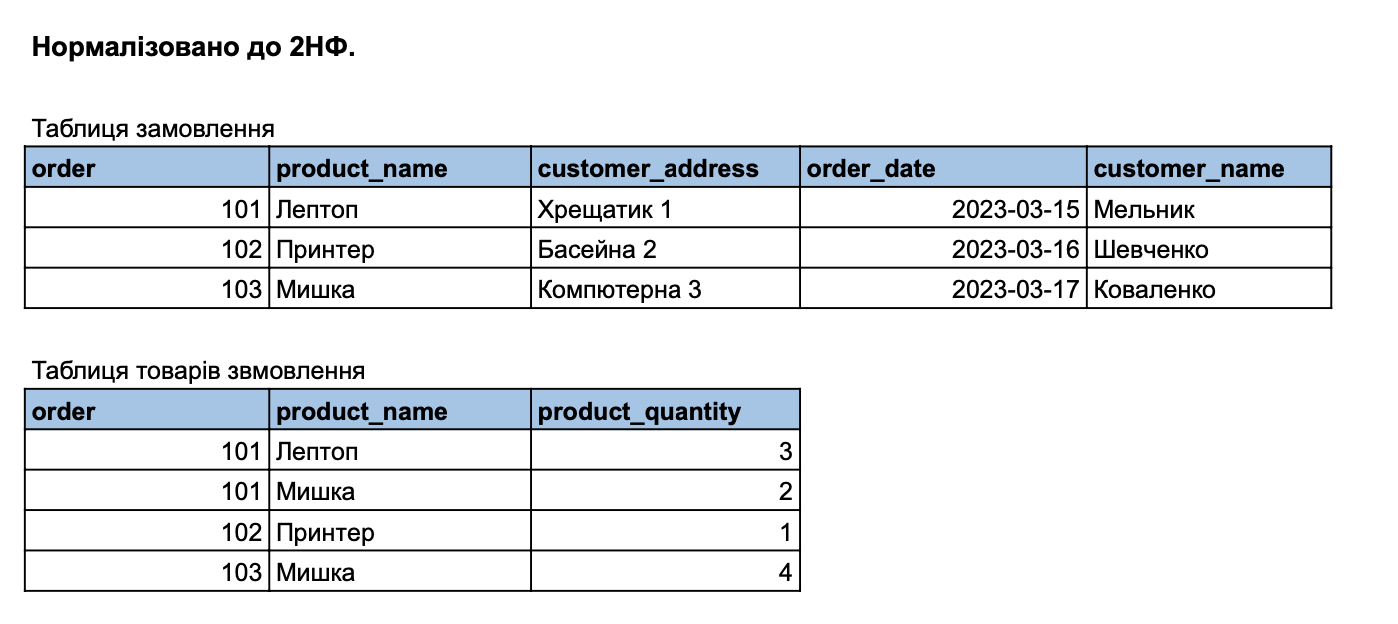 Нормалізовано до 2НФ.
Таблиця замовлення
order product_name customer_address order_date customer_name
101 Лептоп Хрещатик 1 2023-03-15 Мельник
102 Принтер Басейна 2 2023-03-16 Шевченко
103 Мишка Компютерна 3 2023-03-17 Коваленко
Таблиця товарів звмовлення
order product_name product_quantity
101 Лептоп 3
101 Мишка 2
102 Принтер 1
103 Мишка 4